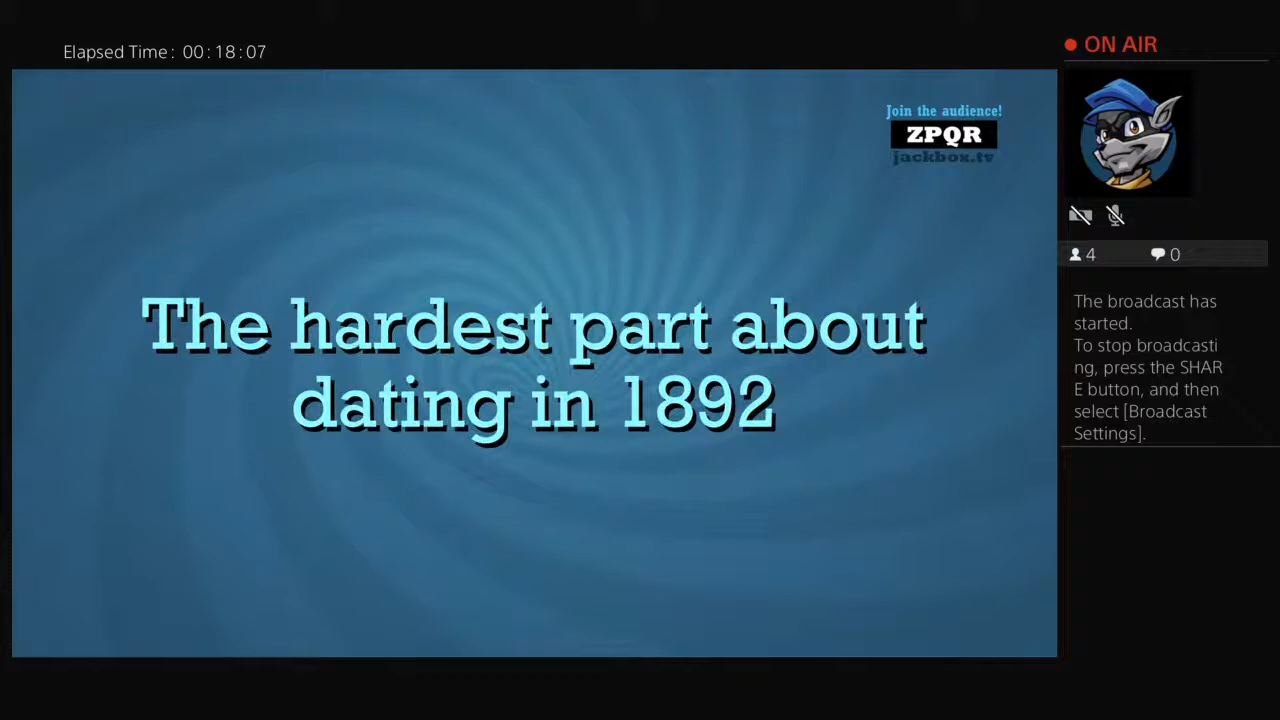 Elapsed Time: 00:18:07
ON AIR
Join the audience!
ZPQR
jackbox.tv
The hardest part about
dating in 1892
4
0
The broadcast has
started.
To stop broadcasti
ng, press the SHAR
E button, and then
select [Broadcast
Settings].